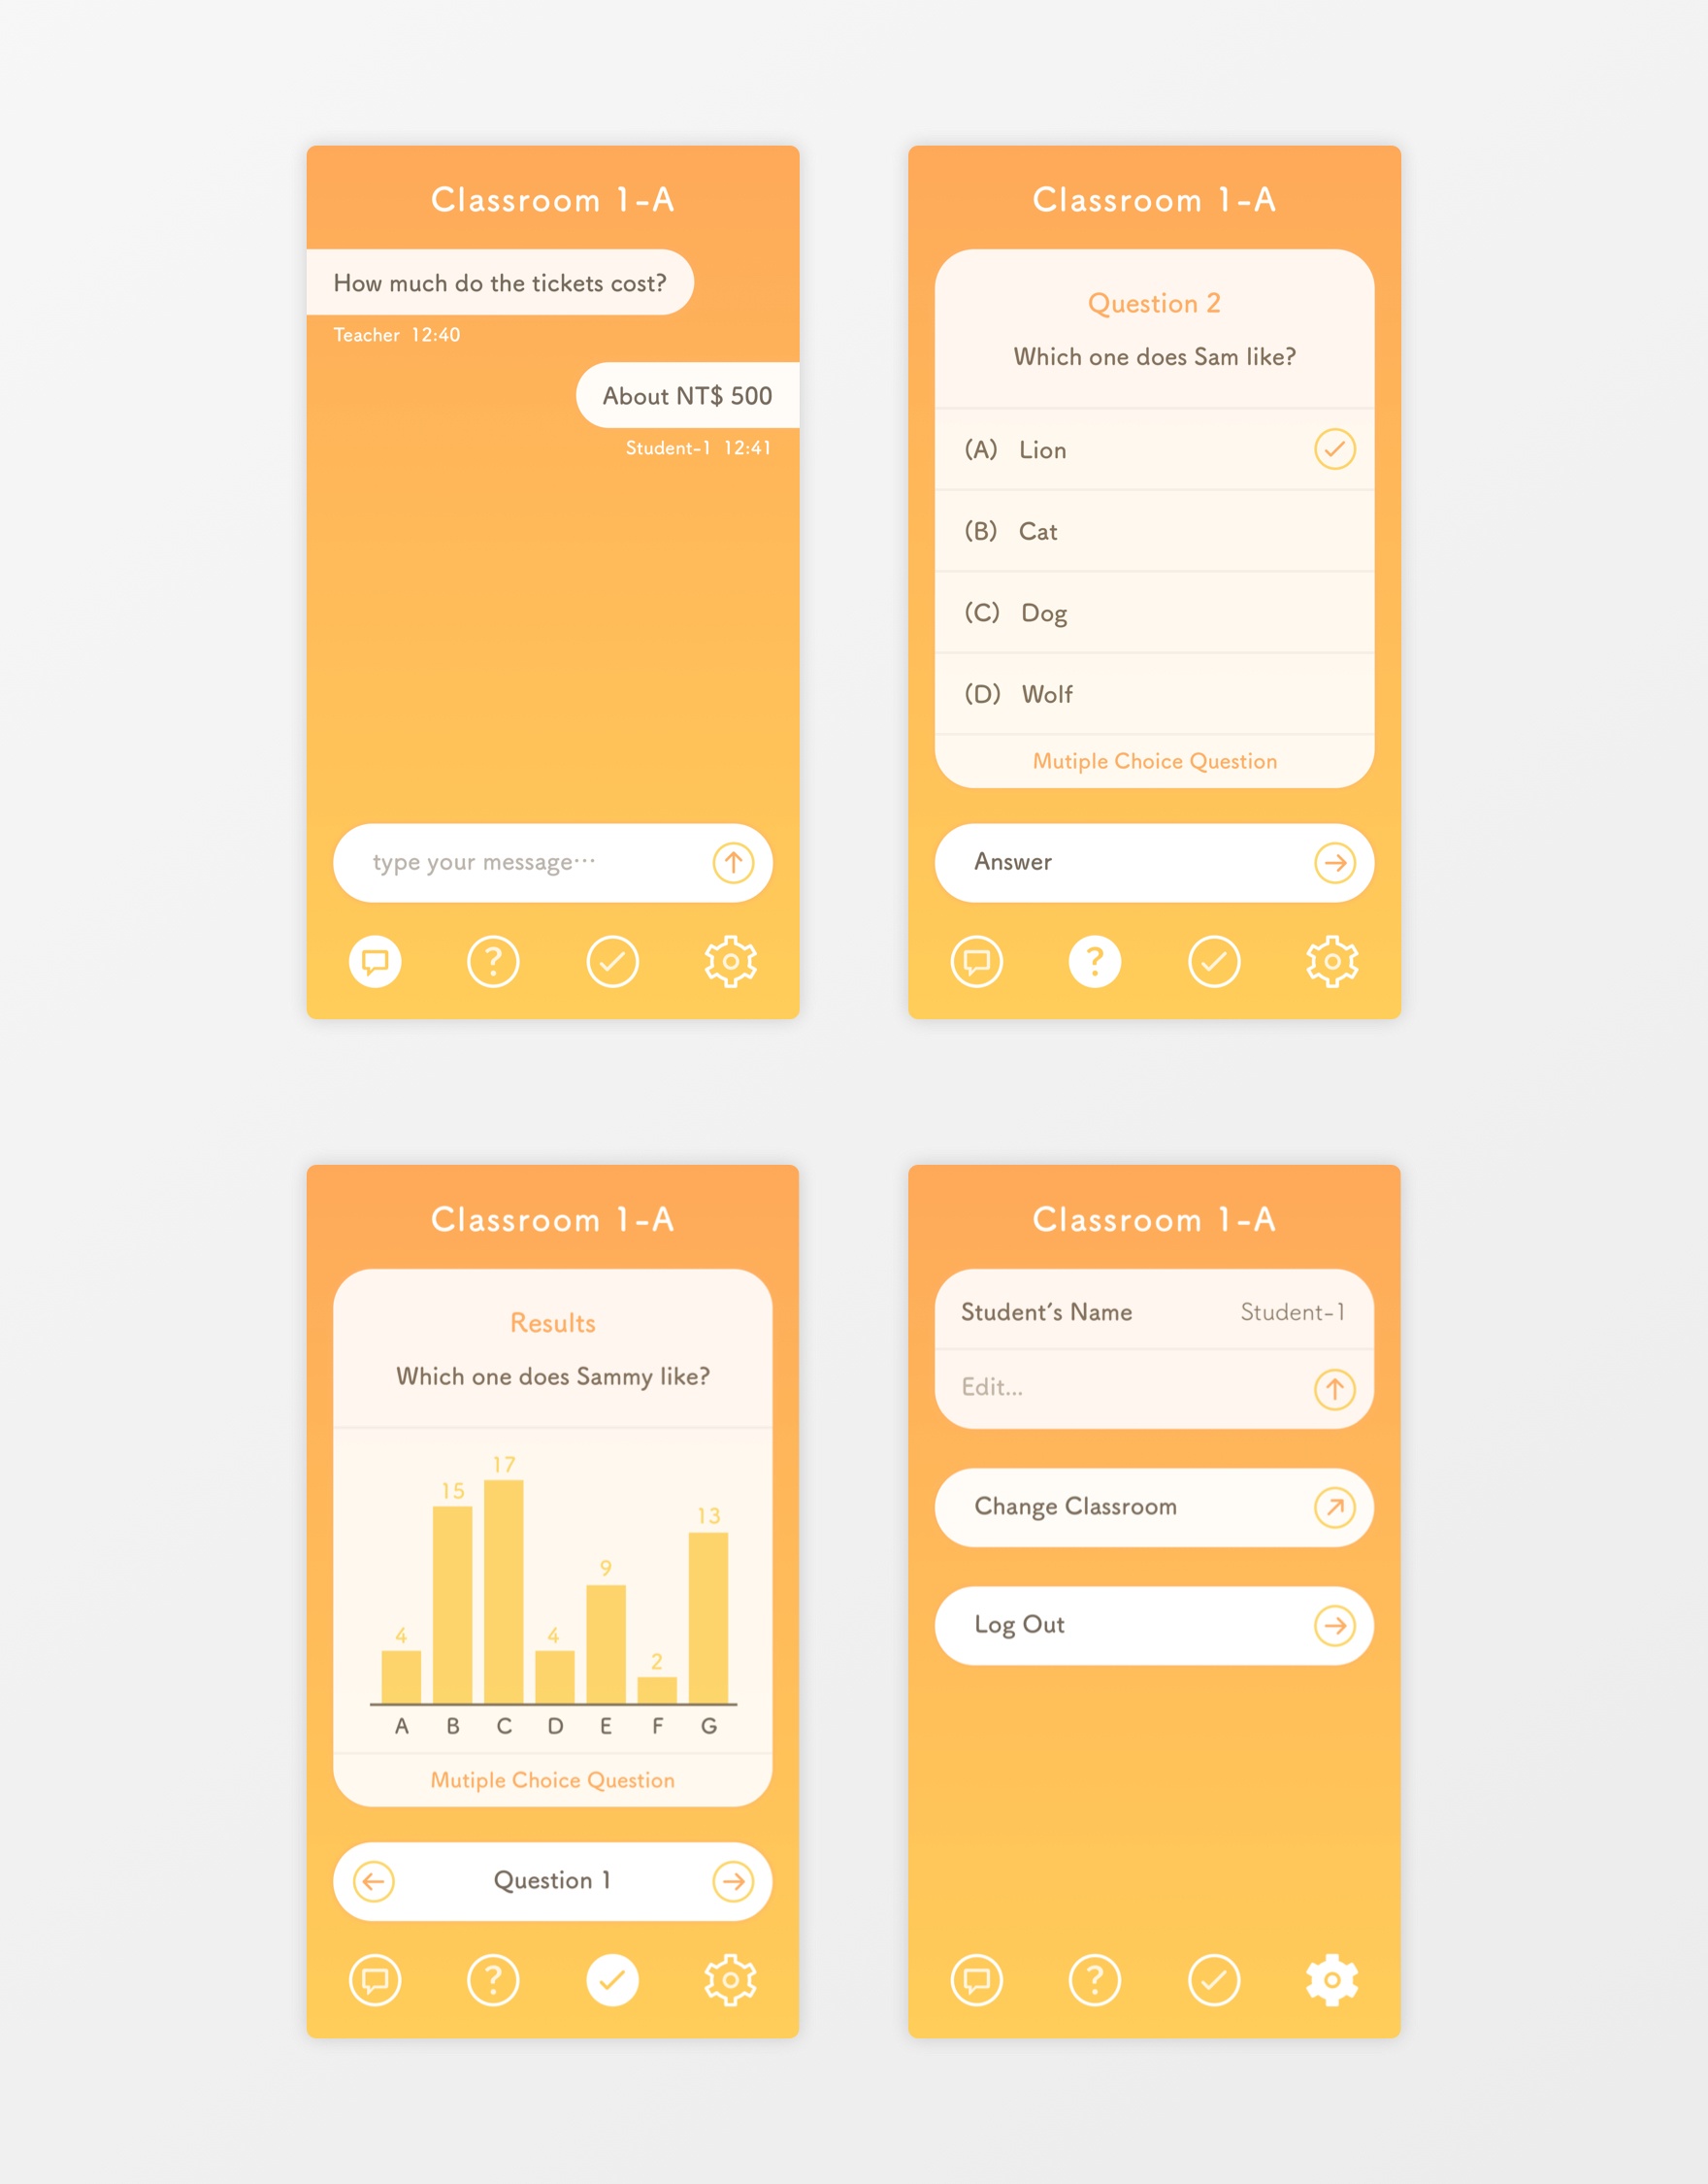 Classroom 1-A
How much do the tickets cost?
Teacher 12:40
About NT$ 500
Student-1 12:41
type your message···
Classroom 1-A
Question 2
Which one does Sam like?
(A) Lion
(B) Cat
(C) Dog
(D) Wolf
Mutiple Choice Question
Answer
?
?
Classroom 1-A
Results
Which one does Sammy like?
17
15
13
9
4
4
2
A B C D E F G
Mutiple Choice Question
Question 1
?
Classroom 1-A
Student's Name Student-1
Edit...
Change Classroom
Log Out
?